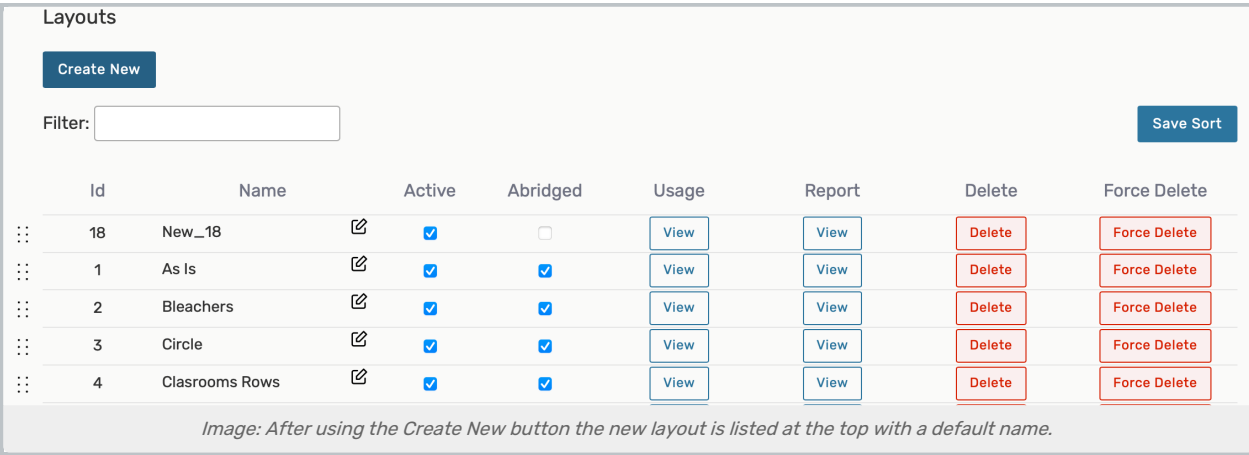 Layouts
Create New
Filter:
Save Sort
Id Name Active Abridged Usage Report Delete Force Delete
18 New_18 View View Delete Force Delete
1 As Is View View Delete Force Delete
2 Bleachers View View Delete Force Delete
3 Circle View View Delete Force Delete
4 Clasrooms Rows View View Delete Force Delete
Image: After using the Create New button the new layout is listed at the top with a default name.